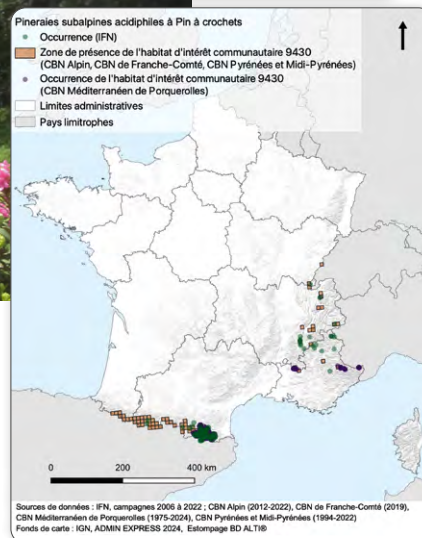 Pineraies subalpines acidiphiles à Pin à crochets
Occurrence (IFN)
Zone de présence de l'habitat d'intérêt communautaire 9430
(CBN Alpin, CBN de Franche-Comté, CBN Pyrénées et Midi-Pyrénées)
Occurrence de l'habitat d'intérêt communautaire 9430
(CBN Méditerranéen de Porquerolles)
Limites administratives
Pays limitrophes
0 200 400 km
Sources de données : IFN, campagnes 2006 à 2022 ; CBN Alpin (2012-2022), CBN de Franche-Comté (2019),
CBN Méditerranéen de Porquerolles (1975-2024), CBN Pyrénées et Midi-Pyrénées (1994-2022)
Fonds de carte : IGN, ADMIN EXPRESS 2024, Estompage BD ALTI®